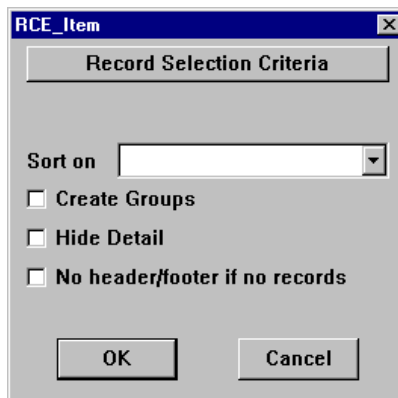 RCE_Item
Record Selection Criteria
Sort on
Create Groups
Hide Detail
No header/footer if no records
OK Cancel